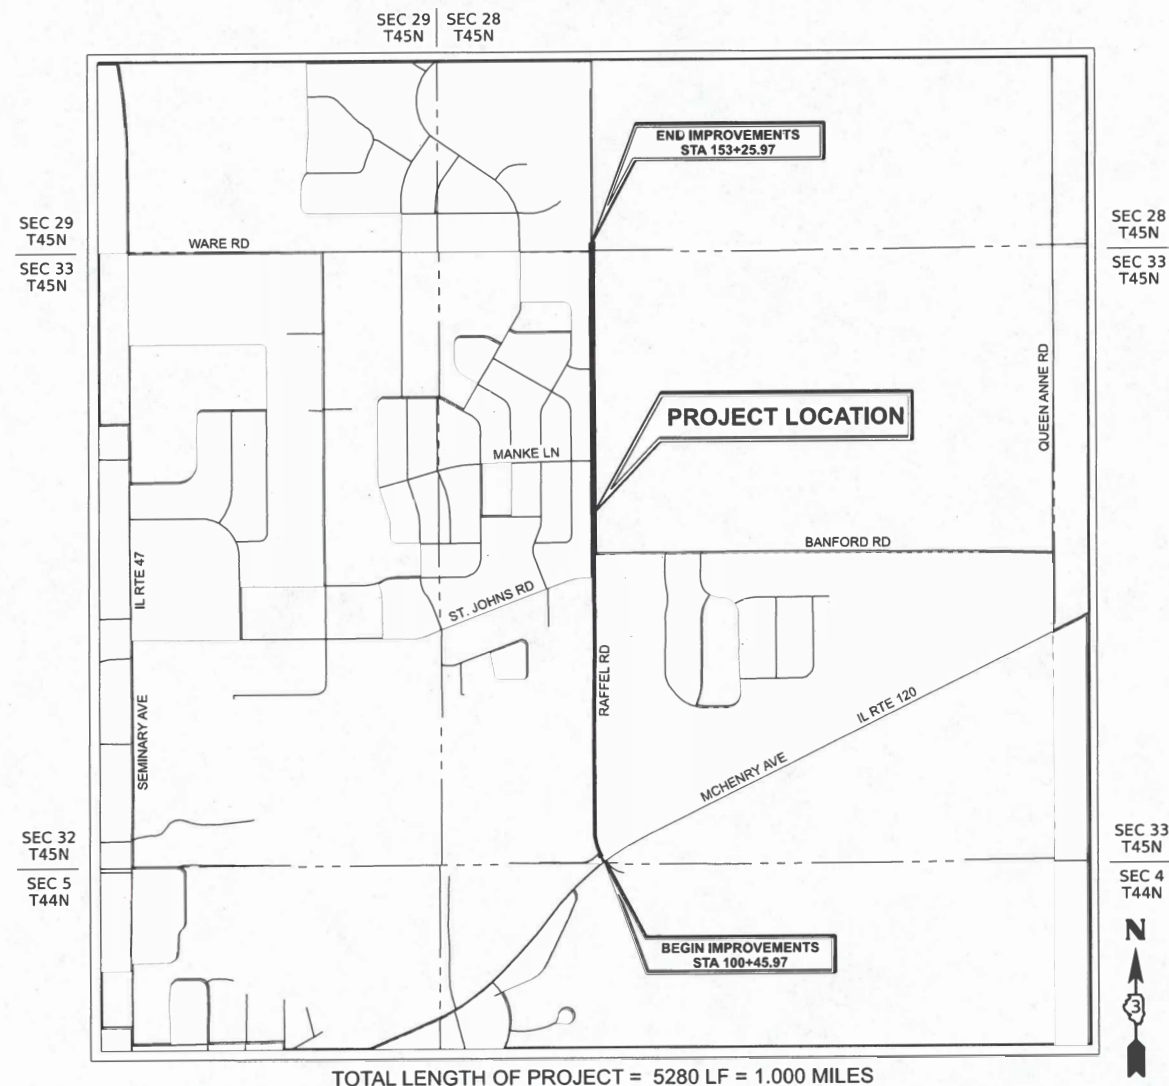 SEC 29 SEC 28
T45N T45N
END IMPROVEMENTS
STA 153+25.97
SEC 29
T45N
SEC 33
T45N
WARE RD
SEC 28
T45N
SEC 33
T45N
QUEEN ANNE RD
PROJECT LOCATION
MANKE LN
BANFORD RD
IL RTE 47
ST. JOHNS RD
RAFFEL RD
IL RTE 120
SEMINARY AVE
MCHENRY AVE
SEC 32
T45N
SEC 5
T44N
SEC 33
T45N
SEC 4
T44N
BEGIN IMPROVEMENTS
STA 100+45.97
N
3
TOTAL LENGTH OF PROJECT = 5280 LF = 1.000 MILES